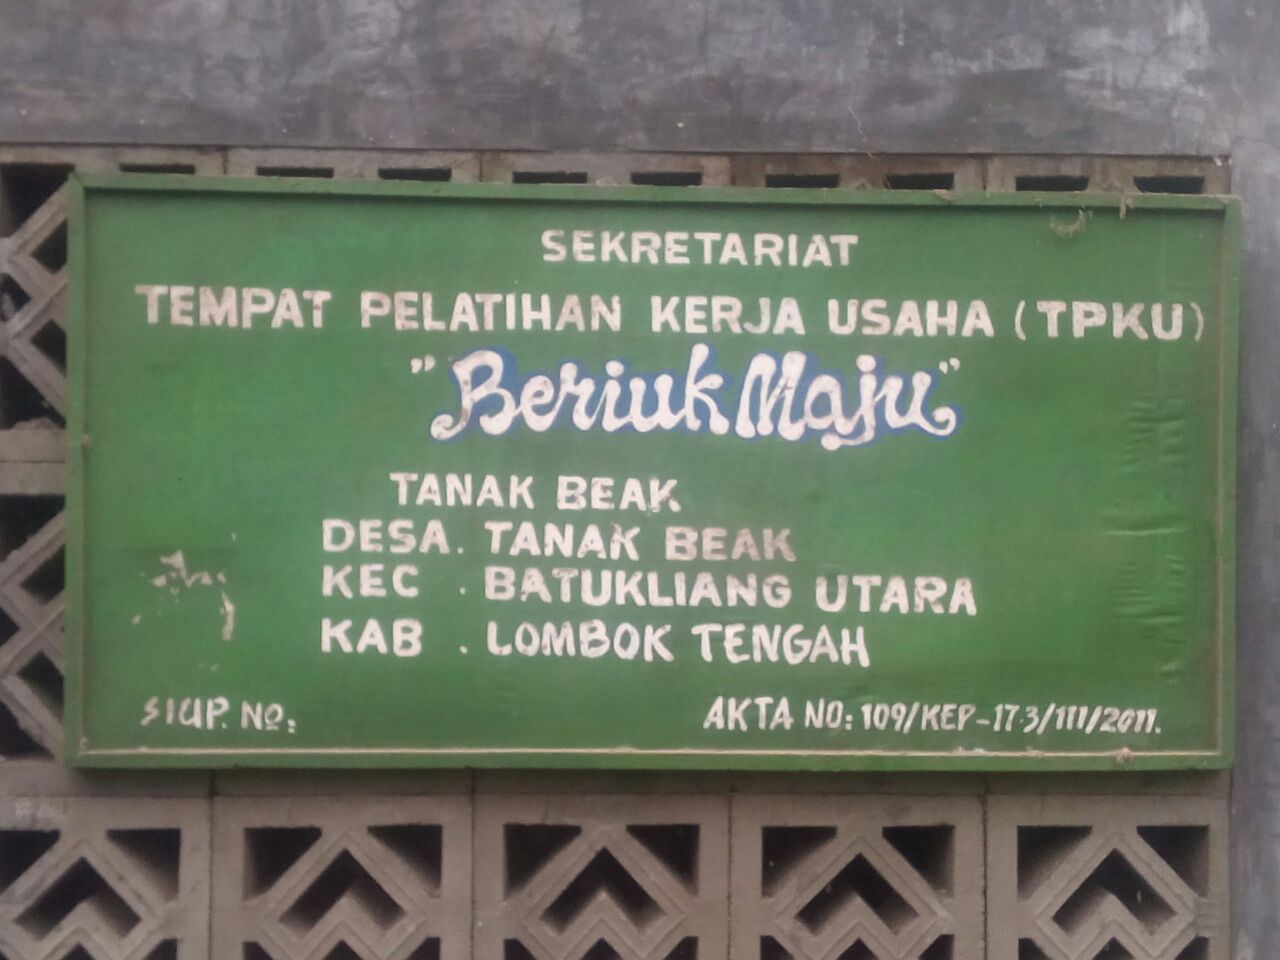 SEKRETARIAT
TEMPAT PELATIHAN KERJA USAHA (TPKU)
"Beriuk Maju"
TANAK BEAK
DESA. TANAK BEAK
KEC . BATUKLIANG UTARA
KAB . LOMBOK TENGAH
SIUP. NO:
AKTA NO: 109/KEP-17.3/111/2011.